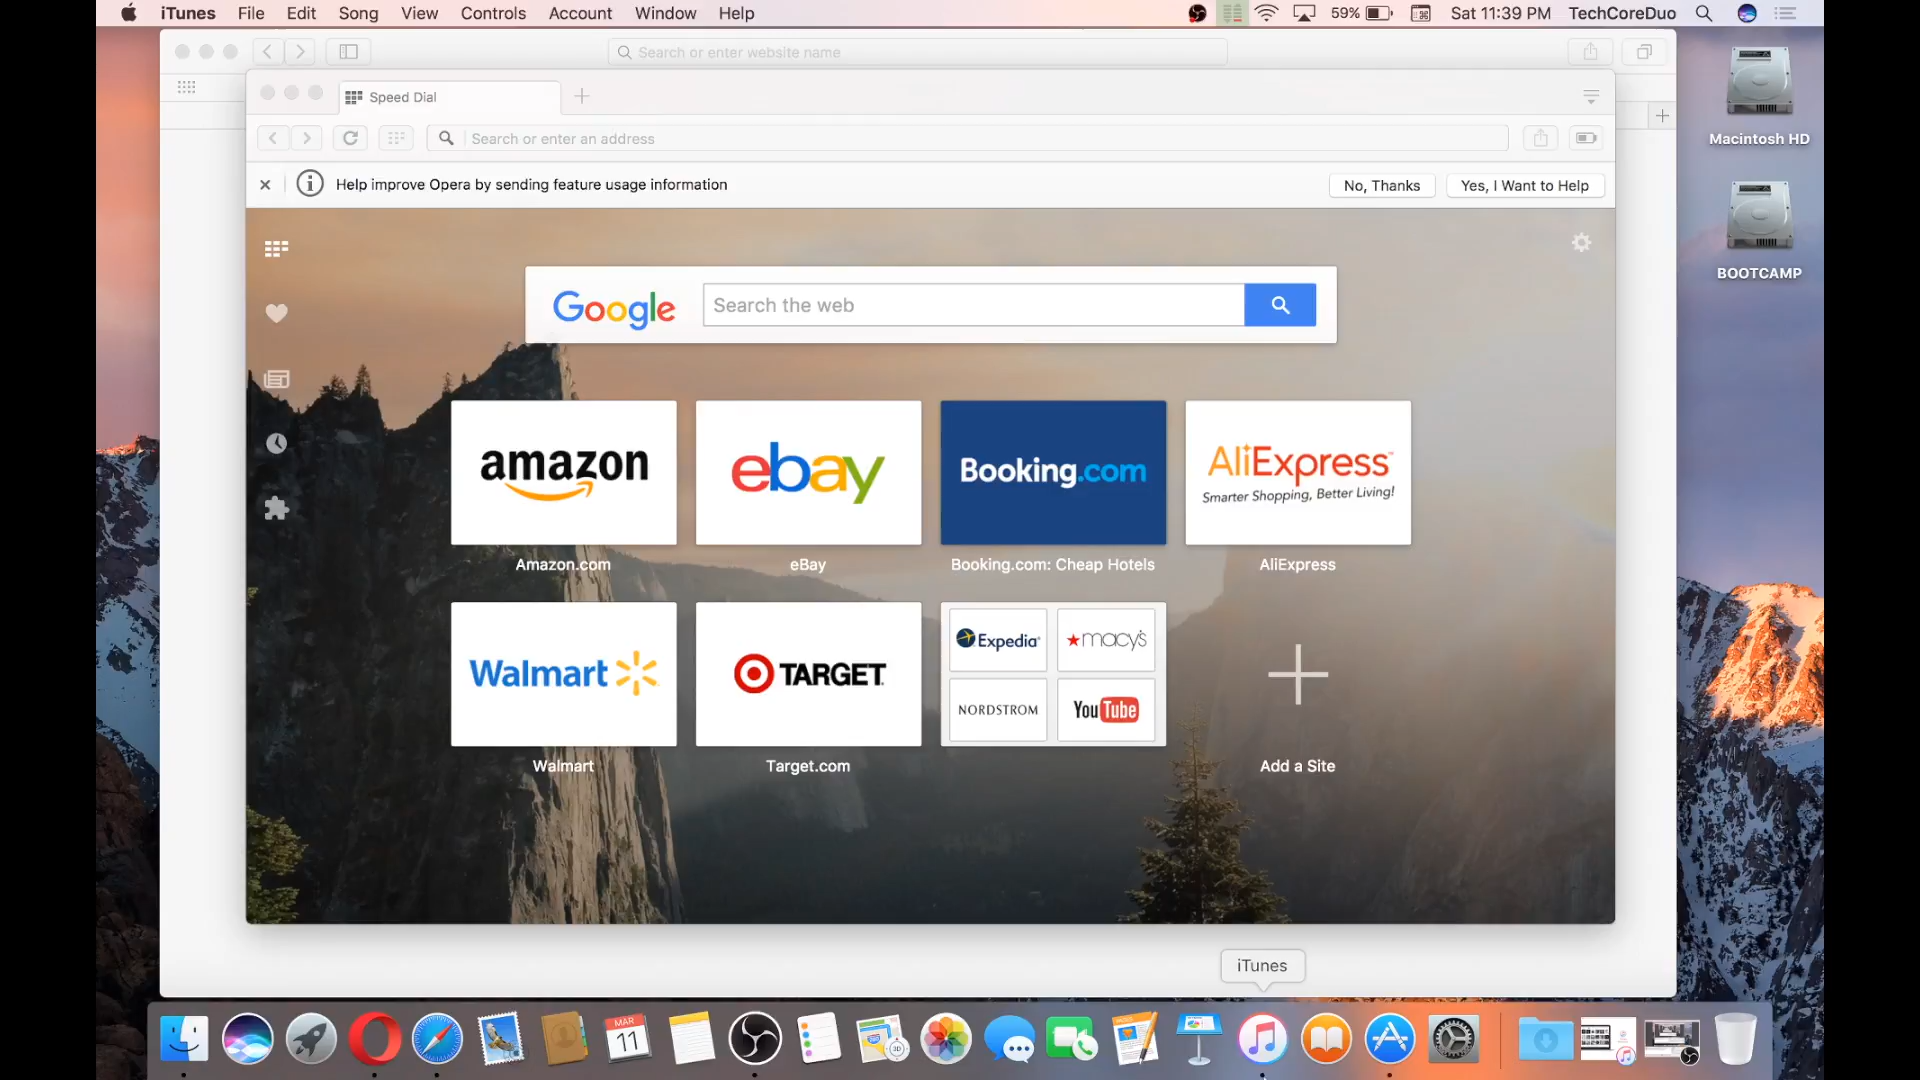 iTunes File Edit Song View Controls Account Window Help 59% Sat 11:39 PM TechCoreDuo
Search or enter website name
Speed Dial
Search or enter an address
Help improve Opera by sending feature usage information No, Thanks Yes, I Want to Help
Macintosh HD
BOOTCAMP
Google Search the web
amazon ebay Booking.com AliExpress
Smarter Shopping, Better Living!
Amazon.com eBay Booking.com: Cheap Hotels AliExpress
Walmart TARGET Expedia macy's
NORDSTROM YouTube
Walmart Target.com Add a Site
iTunes
MAR
11
3D